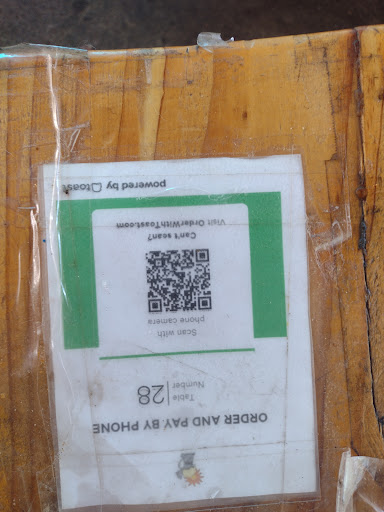 ORDER AND PAY BY PHONE
Table
Number
28
Scan with
phone camera
Can't scan?
Visit OrderWithToast.com
powered by toast